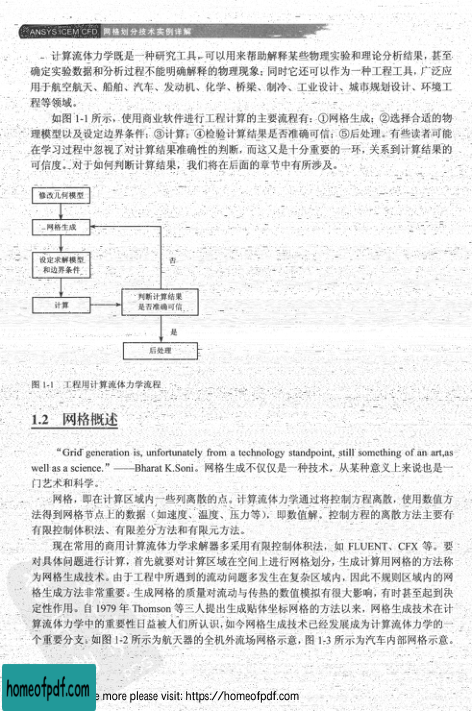 ANSYS ICEM CFD 网格划分技术实例详解
计算流体力学既是一种研究工具,可以用来帮助解释某些物理实验和理论分析结果,甚至
确定实验数据和分析过程不能明确解释的物理现象;同时它还可以作为一种工程工具,广泛应
用于航空航天、船舶、汽车、发动机、化学、桥梁、制冷、工业设计、城市规划设计、环境工
程等领域。
如图 1-1 所示,使用商业软件进行工程计算的主要流程有:①网格生成;②选择合适的物
理模型以及设定边界条件;③计算;④检验计算结果是否准确可信;⑤后处理。有些读者可能
在学习过程中忽视了对计算结果准确性的判断,而这又是十分重要的一环,关系到计算结果的
可信度。对于如何判断计算结果,我们将在后面的章节中有所涉及。
修改几何模型
网格生成
设定求解模型
和边界条件
否
计算
判断计算结果
是否准确可信
是
后处理
图 1-1 工程用计算流体力学流程
1.2 网格概述
“Grid generation is, unfortunately from a technology standpoint, still something of an art,as
well as a science.”——Bharat K.Soni。网格生成不仅仅是一种技术,从某种意义上来说也是一
门艺术和科学。
网格,即在计算区域内一些列离散的点。计算流体力学通过将控制方程离散,使用数值方
法得到网格节点上的数据(如速度、温度、压力等),即数值解。控制方程的离散方法主要有
有限控制体积法、有限差分方法和有限元方法。
现在常用的商用计算流体力学求解器多采用有限控制体积法,如 FLUENT、CFX 等。要
对具体问题进行计算,首先就要对计算区域在空间上进行网格划分,生成计算用网格的方法称
为网格生成技术。由于工程中所遇到的流动问题多发生在复杂区域内,因此不规则区域内的网
格生成方法非常重要。生成网格的质量对流动与传热的数值模拟有很大影响,有时甚至起到决
定性作用。自 1979 年 Thomson 等三人提出生成贴体坐标网格的方法以来,网格生成技术在计
算流体力学中的重要性日益被人们所认识,如今网格生成技术已经发展成为计算流体力学的一
个重要分支。如图 1-2 所示为航天器的全机外流场网格示意,图 1-3 所示为汽车内部网格示意。
homeofpdf.com
e more please visit: https://homeofpdf.com